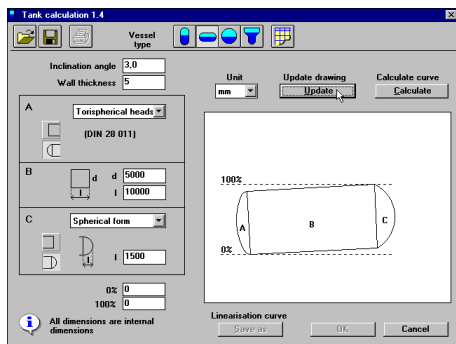 Tank calculation 1.4
Vessel type
Inclination angle 3,0
Wall thickness 5
Unit
mm
Update drawing
Update
Calculate curve
Calculate
A
Torispherical heads
(DIN 28 011)
B
d
l
d 5000
l 10000
C
Spherical form
l
l 1500
0% 0
100% 0
All dimensions are internal
dimensions
100%
0%
A
B
C
Linearisation curve
Save as
OK
Cancel